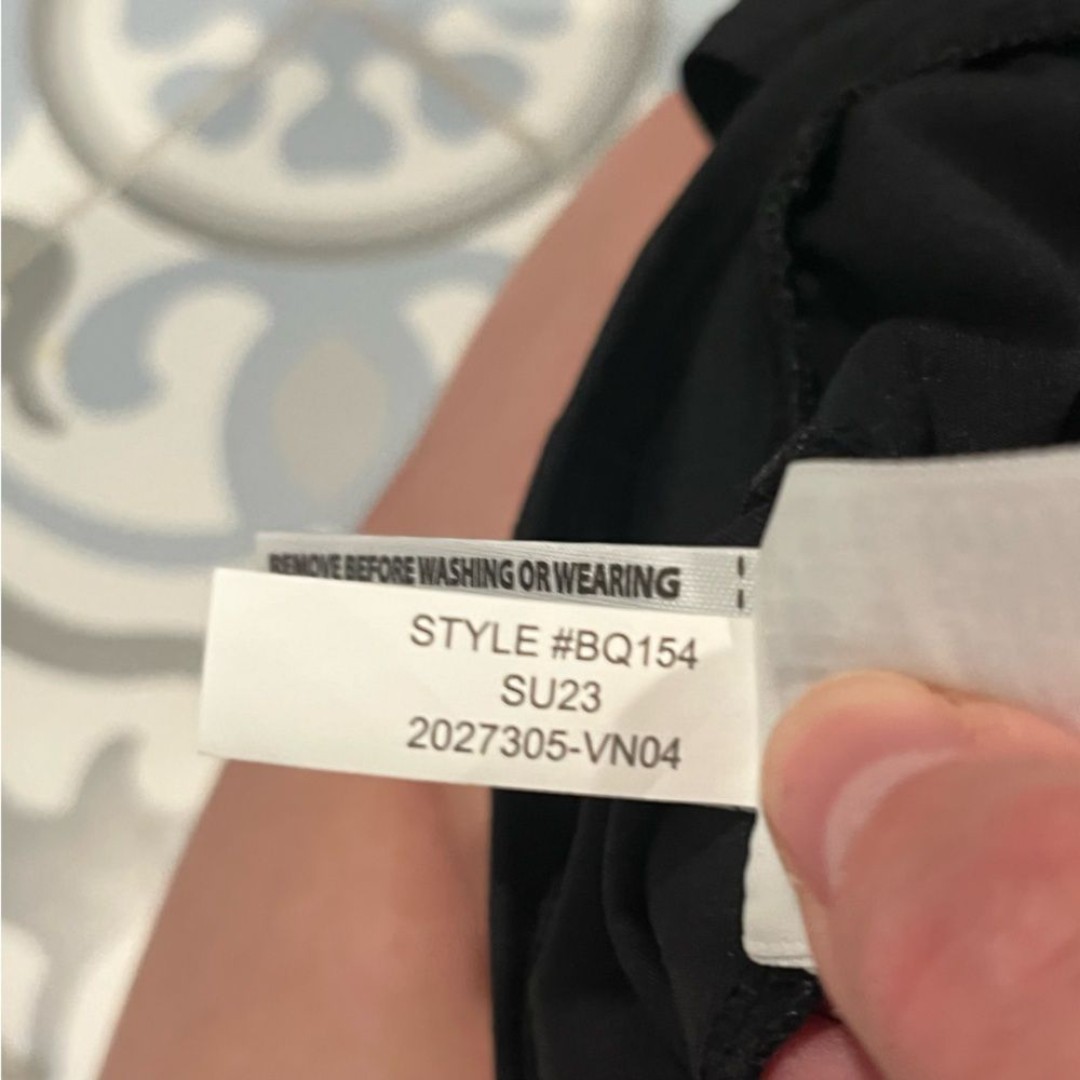 REMOVE BEFORE WASHING OR WEARING
STYLE #BQ154
SU23
2027305-VN04